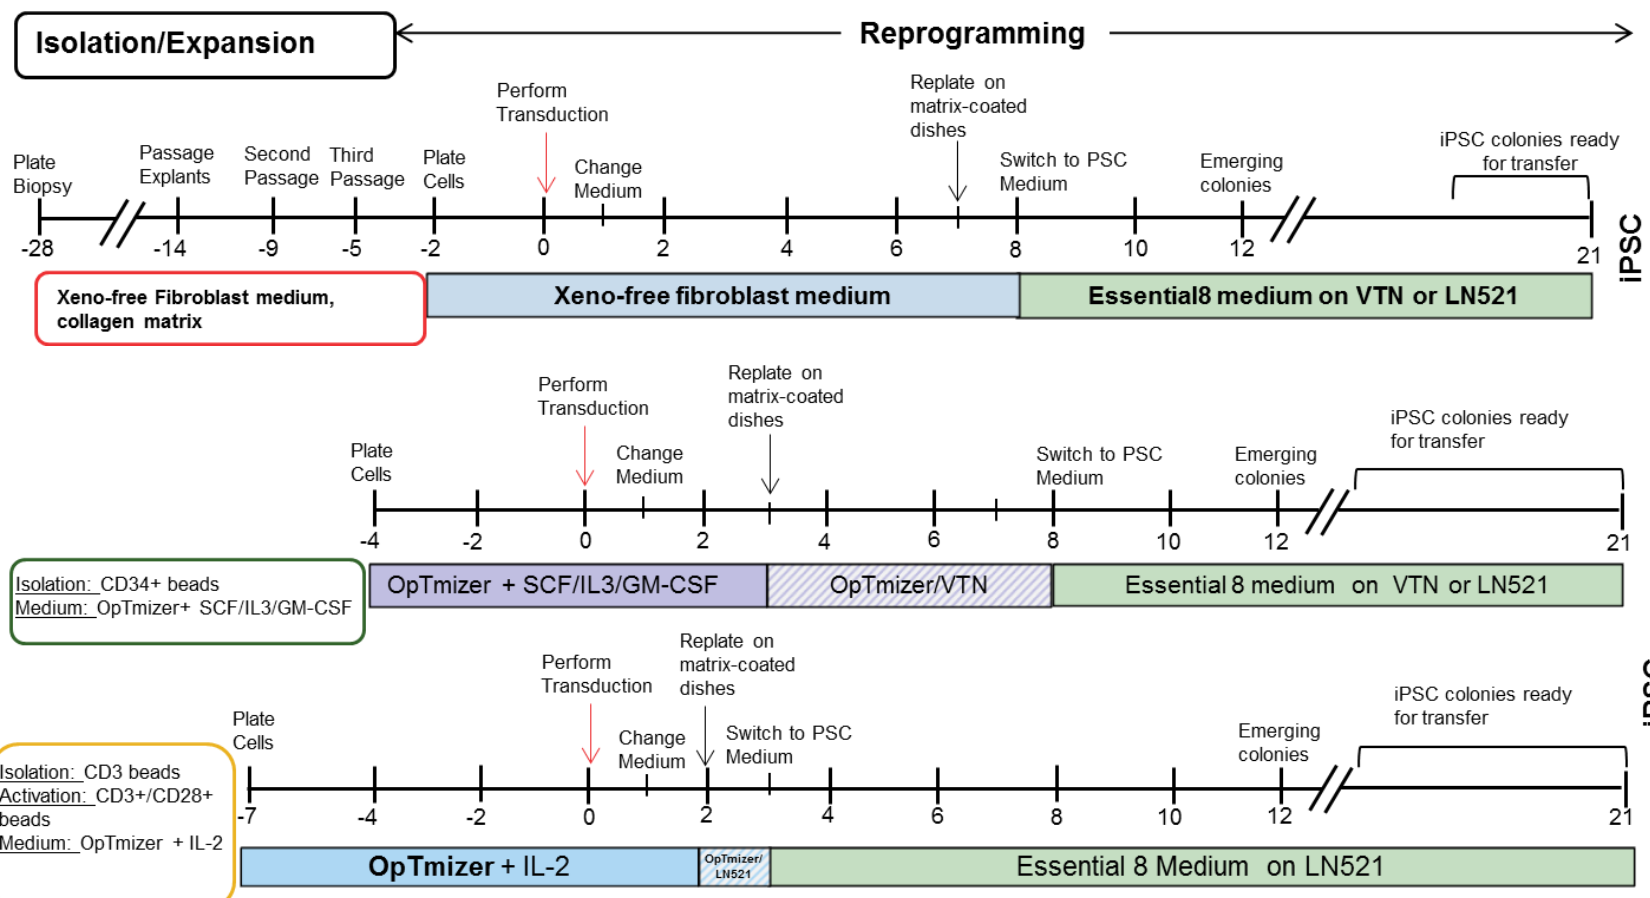 Isolation/Expansion
Reprogramming
Perform
Transduction
Replate on
matrix-coated
dishes
Plate
Biopsy
Passage
Explants
Second
Passage
Third
Passage
Plate
Cells
Change
Medium
Switch to PSC
Medium
Emerging
colonies
iPSC colonies ready
for transfer
-28
-14
-9
-5
-2
0
2
4
6
8
10
12
21
iPSC
Xeno-free Fibroblast medium,
collagen matrix
Xeno-free fibroblast medium
Essential8 medium on VTN or LN521
Perform
Transduction
Replate on
matrix-coated
dishes
Plate
Cells
Change
Medium
Switch to PSC
Medium
Emerging
colonies
iPSC colonies ready
for transfer
-4
-2
0
2
4
6
8
10
12
21
Isolation: CD34+ beads
Medium: OpTmizer+ SCF/IL3/GM-CSF
OpTmizer + SCF/IL3/GM-CSF
OpTmizer/VTN
Essential 8 medium on VTN or LN521
Perform
Transduction
Replate on
matrix-coated
dishes
Plate
Cells
Change
Medium
Switch to PSC
Medium
Emerging
colonies
iPSC colonies ready
for transfer
iPSC
-7
-4
-2
0
2
4
6
8
10
12
21
Isolation: CD3 beads
Activation: CD3+/CD28+
beads
Medium: OpTmizer + IL-2
OpTmizer + IL-2
OpTmizer/
LN521
Essential 8 Medium on LN521